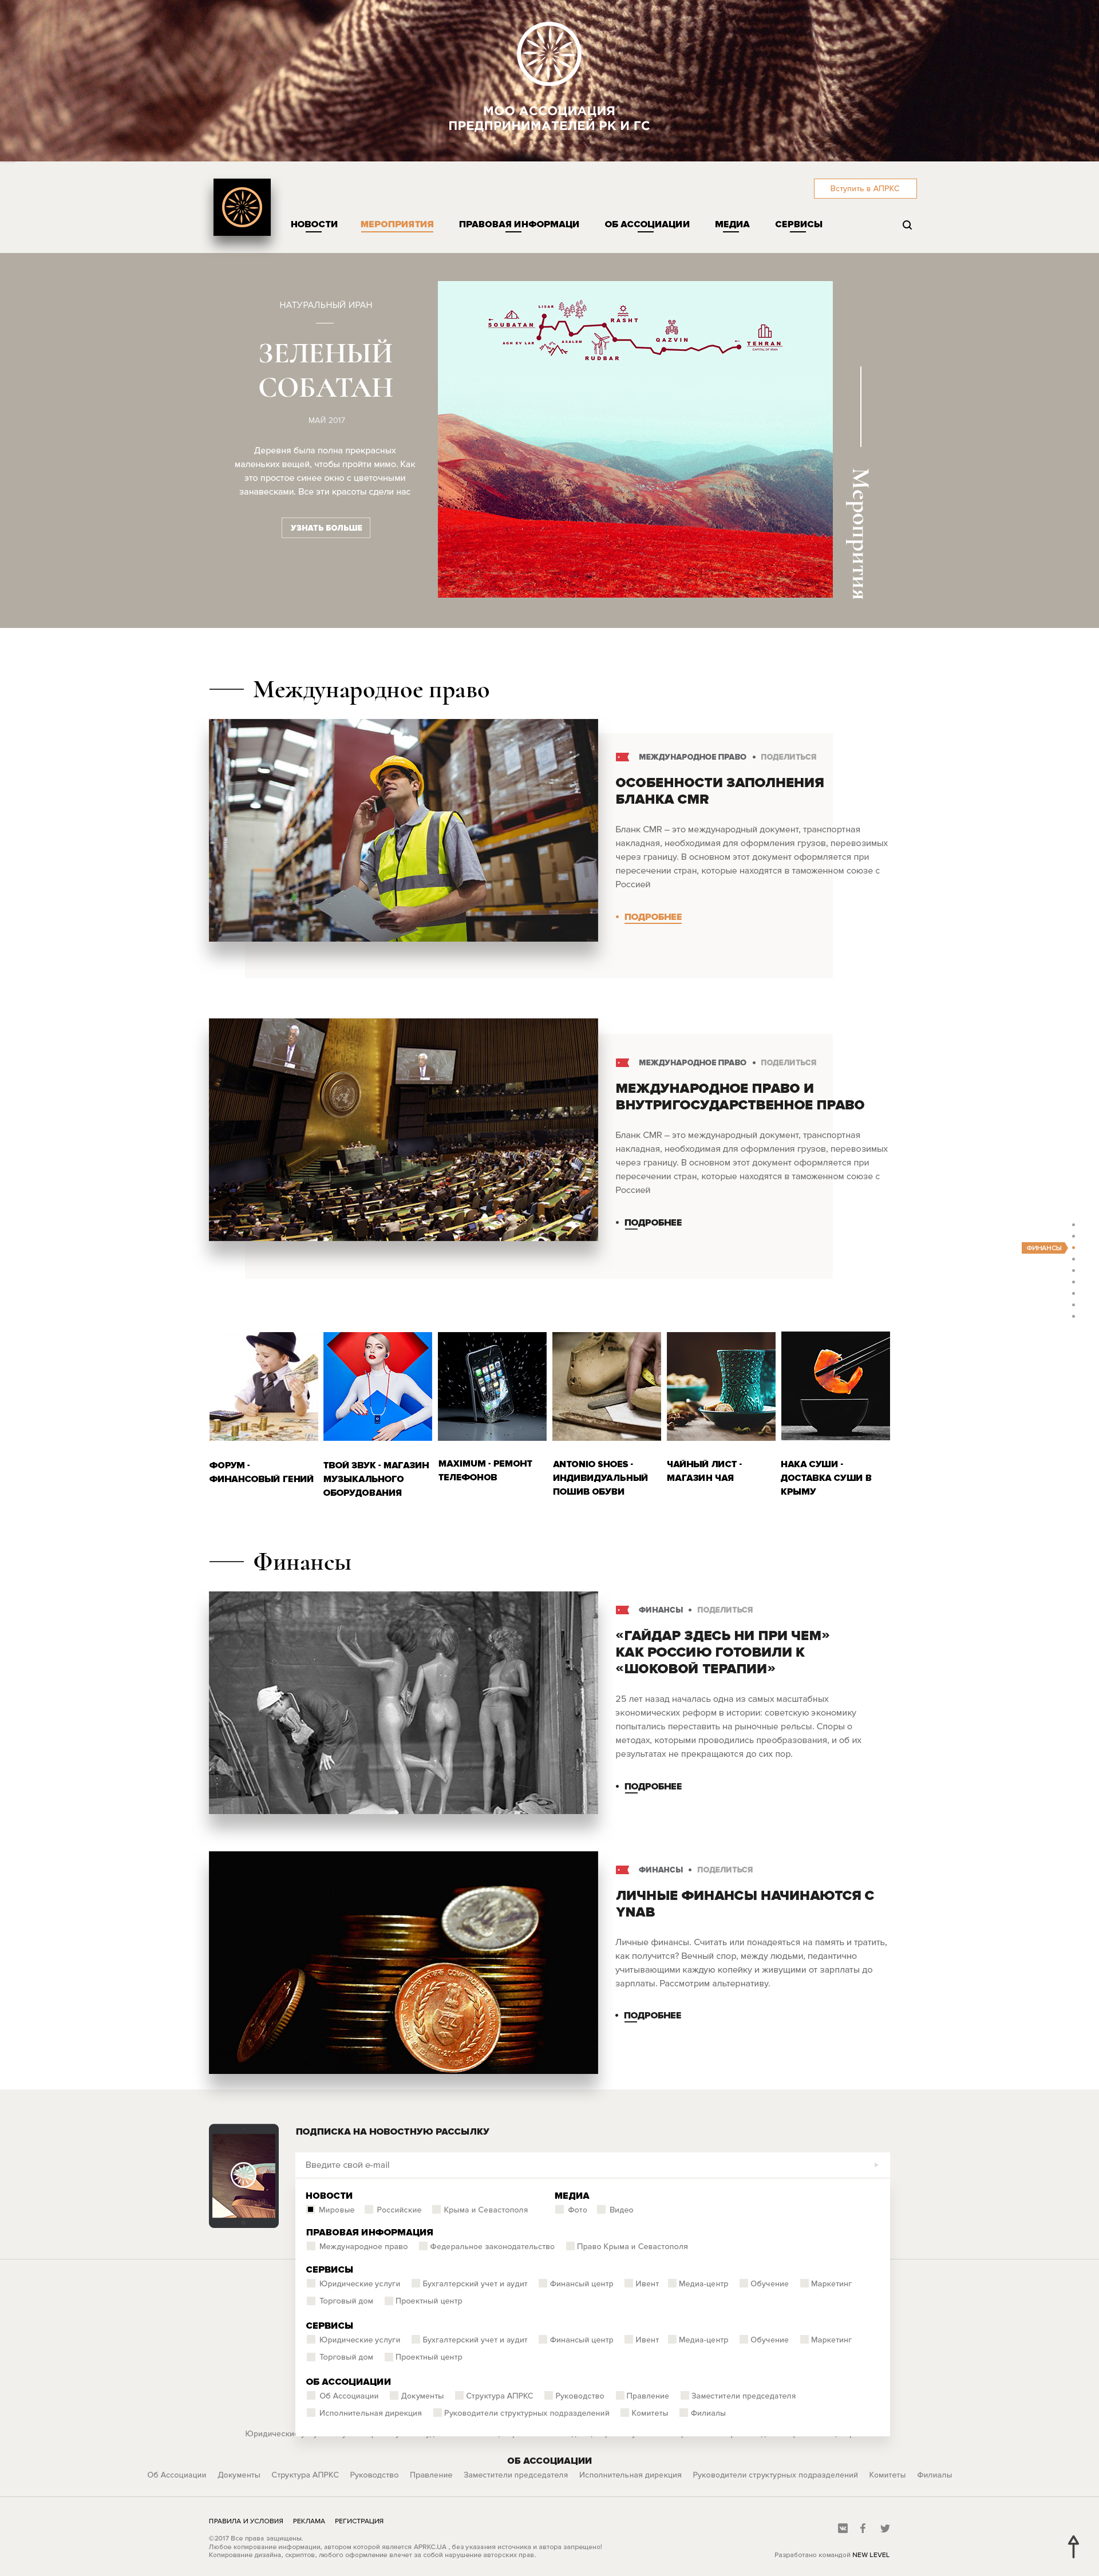 МОО АССОЦИАЦИЯ
ПРЕДПРИНИМАТЕЛЕЙ РК И ГС
Вступить в АПРКС
НОВОСТИ МЕРОПРИЯТИЯ ПРАВОВАЯ ИНФОРМАЦИ ОБ АССОЦИАЦИИ МЕДИА СЕРВИСЫ
НАТУРАЛЬНЫЙ ИРАН
ЗЕЛЕНЫЙ
СОБАТАН
МАЙ 2017
Деревня была полна прекрасных
маленьких вещей, чтобы пройти мимо. Как
это простое синее окно с цветочными
занавесками. Все эти красоты сдели нас
УЗНАТЬ БОЛЬШЕ
LISAR
SOUBATAN
RASHT
AGH EV LAR
ASALEM
QAZVIN
RUDBAR
TEHRAN
CAPITAL OF IRAN
Меропрития
Международное право
МЕЖДУНАРОДНОЕ ПРАВО • ПОДЕЛИТЬСЯ
ОСОБЕННОСТИ ЗАПОЛНЕНИЯ
БЛАНКА CMR
Бланк CMR – это международный документ, транспортная
накладная, необходимая для оформления грузов, перевозимых
через границу. В основном этот документ оформляется при
пересечении стран, которые находятся в таможенном союзе с
Россией
• ПОДРОБНЕЕ
МЕЖДУНАРОДНОЕ ПРАВО • ПОДЕЛИТЬСЯ
МЕЖДУНАРОДНОЕ ПРАВО И
ВНУТРИГОСУДАРСТВЕННОЕ ПРАВО
Бланк CMR – это международный документ, транспортная
накладная, необходимая для оформления грузов, перевозимых
через границу. В основном этот документ оформляется при
пересечении стран, которые находятся в таможенном союзе с
Россией
• ПОДРОБНЕЕ
ФИНАНСЫ
ФОРУМ -
ФИНАНСОВЫЙ ГЕНИЙ
ТВОЙ ЗВУК - МАГАЗИН
МУЗЫКАЛЬНОГО
ОБОРУДОВАНИЯ
MAXIMUM - РЕМОНТ
ТЕЛЕФОНОВ
ANTONIO SHOES -
ИНДИВИДУАЛЬНЫЙ
ПОШИВ ОБУВИ
ЧАЙНЫЙ ЛИСТ -
МАГАЗИН ЧАЯ
НАКА СУШИ -
ДОСТАВКА СУШИ В
КРЫМУ
Финансы
ФИНАНСЫ • ПОДЕЛИТЬСЯ
«ГАЙДАР ЗДЕСЬ НИ ПРИ ЧЕМ»
КАК РОССИЮ ГОТОВИЛИ К
«ШОКОВОЙ ТЕРАПИИ»
25 лет назад началась одна из самых масштабных
экономических реформ в истории: советскую экономику
попытались переставить на рыночные рельсы. Споры о
методах, которыми проводились преобразования, и об их
результатах не прекращаются до сих пор.
• ПОДРОБНЕЕ
ФИНАНСЫ • ПОДЕЛИТЬСЯ
ЛИЧНЫЕ ФИНАНСЫ НАЧИНАЮТСЯ С
YNAB
Личные финансы. Считать или понадеяться на память и тратить,
как получится? Вечный спор, между людьми, педантично
учитывающими каждую копейку и живущими от зарплаты до
зарплаты. Рассмотрим альтернативу.
• ПОДРОБНЕЕ
ПОДПИСКА НА НОВОСТНУЮ РАССЫЛКУ
Введите свой e-mail
НОВОСТИ МЕДИА
Мировые Российские Крыма и Севастополя Фото Видео
ПРАВОВАЯ ИНФОРМАЦИЯ
Международное право Федеральное законодательство Право Крыма и Севастополя
СЕРВИСЫ
Юридические услуги Бухгалтерский учет и аудит Финансый центр Ивент Медиа-центр Обучение Маркетинг
Торговый дом Проектный центр
СЕРВИСЫ
Юридические услуги Бухгалтерский учет и аудит Финансый центр Ивент Медиа-центр Обучение Маркетинг
Торговый дом Проектный центр
ОБ АССОЦИАЦИИ
Об Ассоциации Документы Структура АПРКС Руководство Правление Заместители председателя
Исполнительная дирекция Руководители структурных подразделений Комитеты Филиалы
ОБ АССОЦИАЦИИ
Об Ассоциации Документы Структура АПРКС Руководство Правление Заместители председателя Исполнительная дирекция Руководители структурных подразделений Комитеты Филиалы
ПРАВИЛА И УСЛОВИЯ РЕКЛАМА РЕГИСТРАЦИЯ
©2017 Все права защищены.
Любое копирование информации, автором которой является APRKC.UA , без указания источника и автора запрещено!
Копирование дизайна, скриптов, любого оформление влечет за собой нарушение авторских прав.
Разработано командой NEW LEVEL